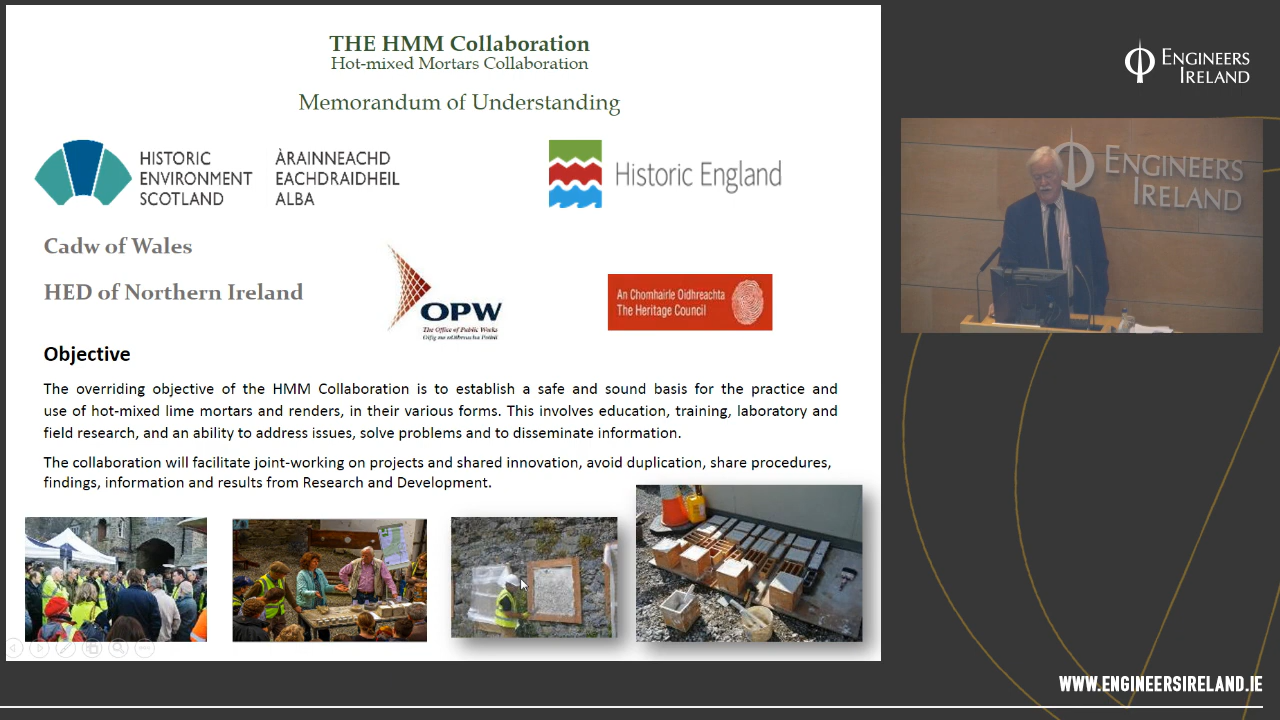 THE HMM Collaboration
Hot-mixed Mortars Collaboration
Memorandum of Understanding
HISTORIC
ENVIRONMENT
SCOTLAND
ÀRAINNEACHD
EACHDRAIDHEIL
ALBA
Historic England
Cadw of Wales
HED of Northern Ireland
OPW
The Office of Public Works
Oifig na nOibreacha Poiblí
An Chomhairle Oidhreachta
The Heritage Council
Objective
The overriding objective of the HMM Collaboration is to establish a safe and sound basis for the practice and
use of hot-mixed lime mortars and renders, in their various forms. This involves education, training, laboratory and
field research, and an ability to address issues, solve problems and to disseminate information.
The collaboration will facilitate joint-working on projects and shared innovation, avoid duplication, share procedures,
findings, information and results from Research and Development.
ENGINEERS
IRELAND
ENGINEERS
IRELAND
WWW.ENGINEERSIRELAND.IE